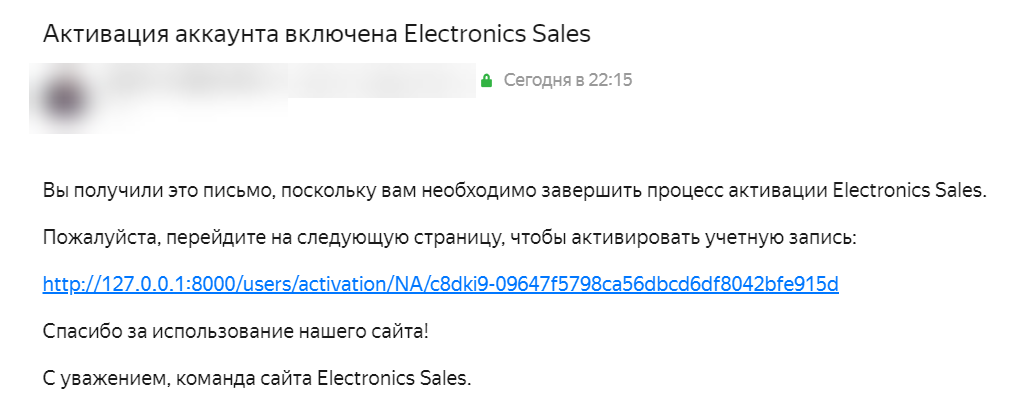 Активация аккаунта включена Electronics Sales
Сегодня в 22:15
Вы получили это письмо, поскольку вам необходимо завершить процесс активации Electronics Sales.
Пожалуйста, перейдите на следующую страницу, чтобы активировать учетную запись:
http://127.0.0.1:8000/users/activation/NA/c8dki9-09647f5798ca56dbcd6df8042bfe915d
Спасибо за использование нашего сайта!
С уважением, команда сайта Electronics Sales.